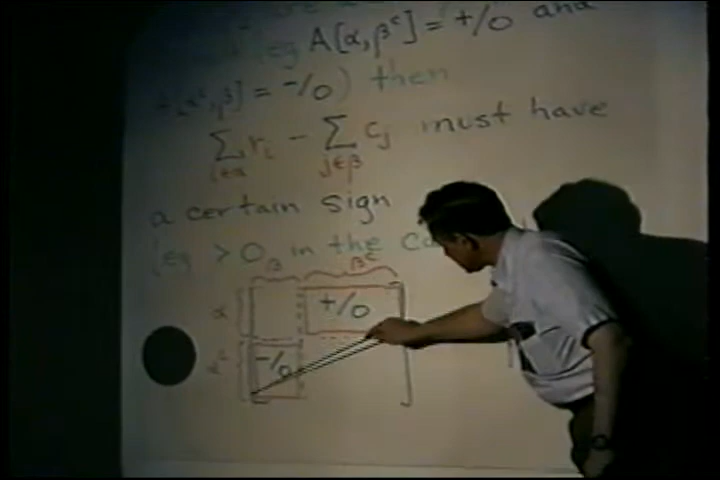 (eg A[α, β^c] = +/0 and
α^c, β] = -/0) then
∑ r_i - ∑ c_j must have
i∈α j∈β
a certain sign
(eg > 0 in the
β β^c
α +/0
α^c -/0